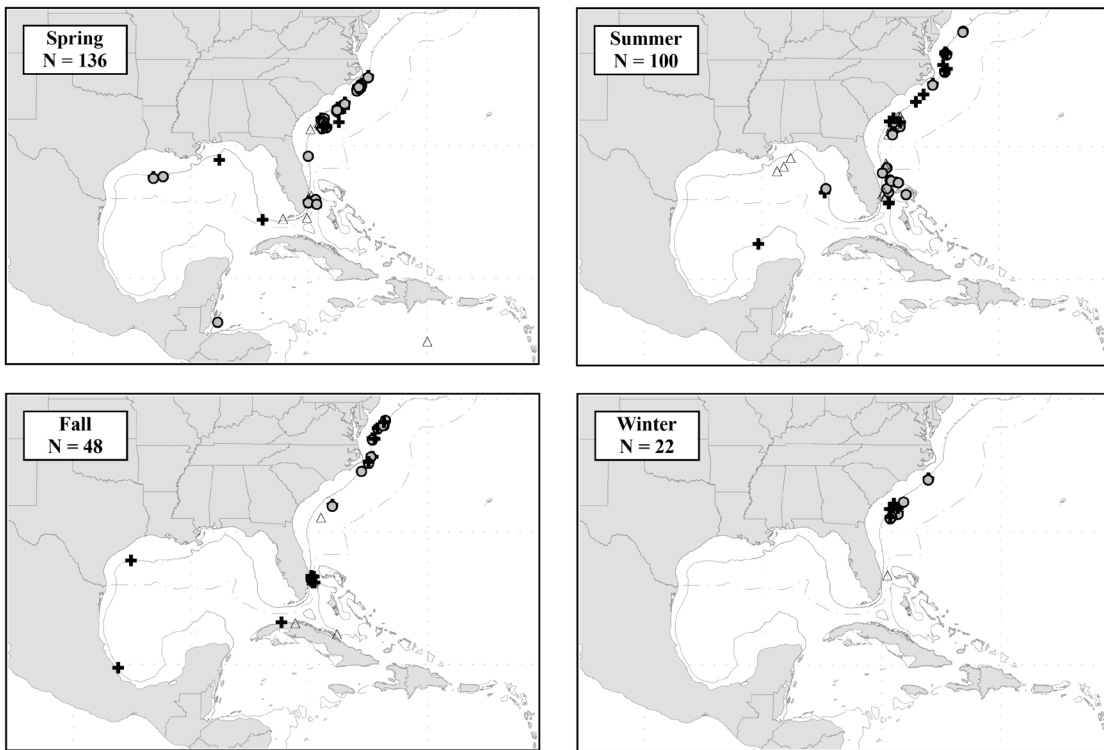 Spring
N = 136
Summer
N = 100
Fall
N = 48
Winter
N = 22